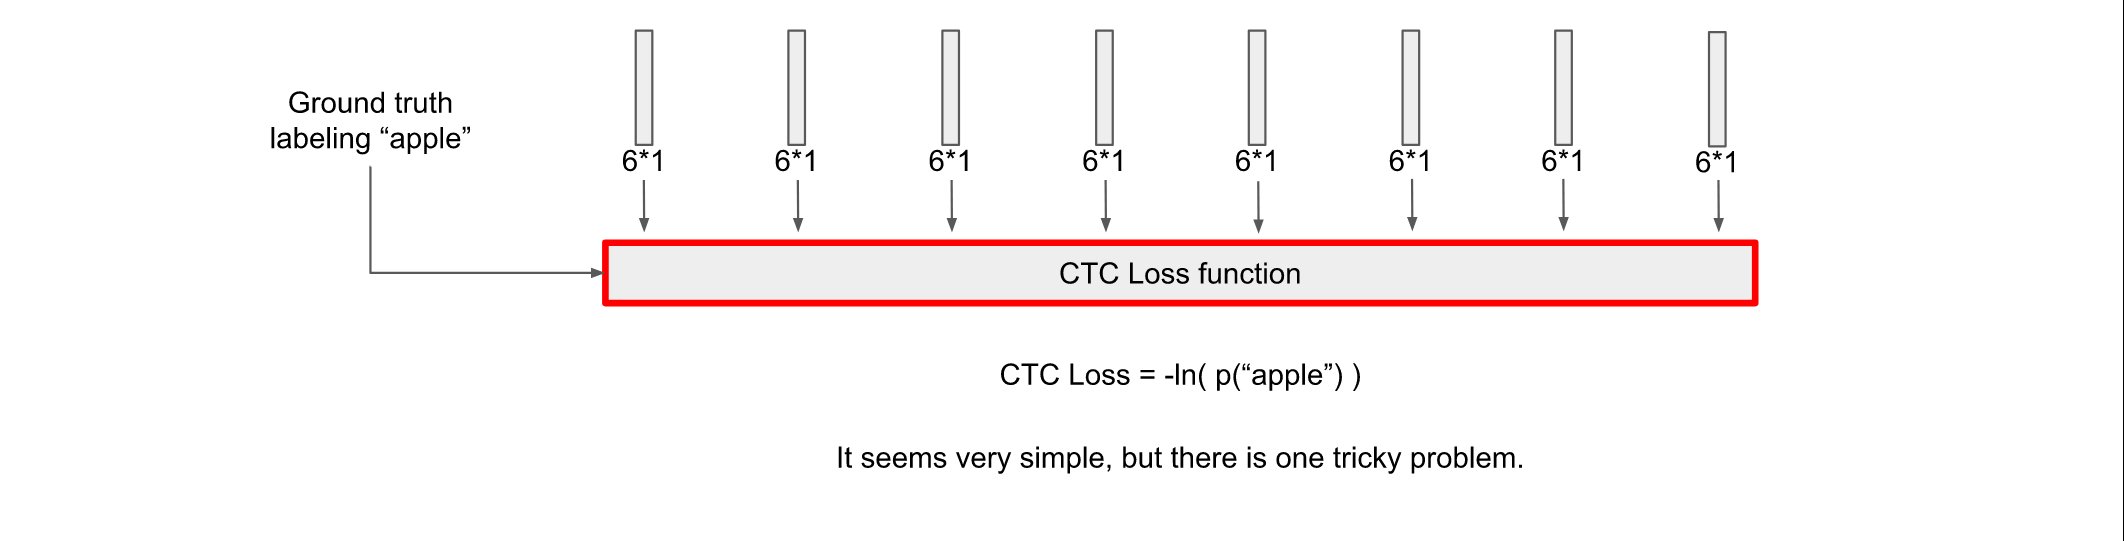 Ground truth
labeling “apple”
6*1 6*1 6*1 6*1 6*1 6*1 6*1 6*1
CTC Loss function
CTC Loss = -ln( p(“apple”) )
It seems very simple, but there is one tricky problem.